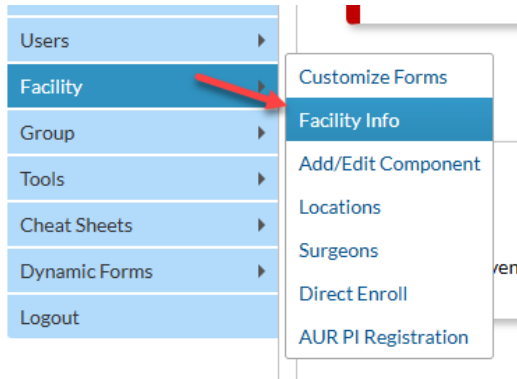 Users
Facility
Group
Tools
Cheat Sheets
Dynamic Forms
Logout
Customize Forms
Facility Info
Add/Edit Component
Locations
Surgeons
Direct Enroll
AUR PI Registration
ven